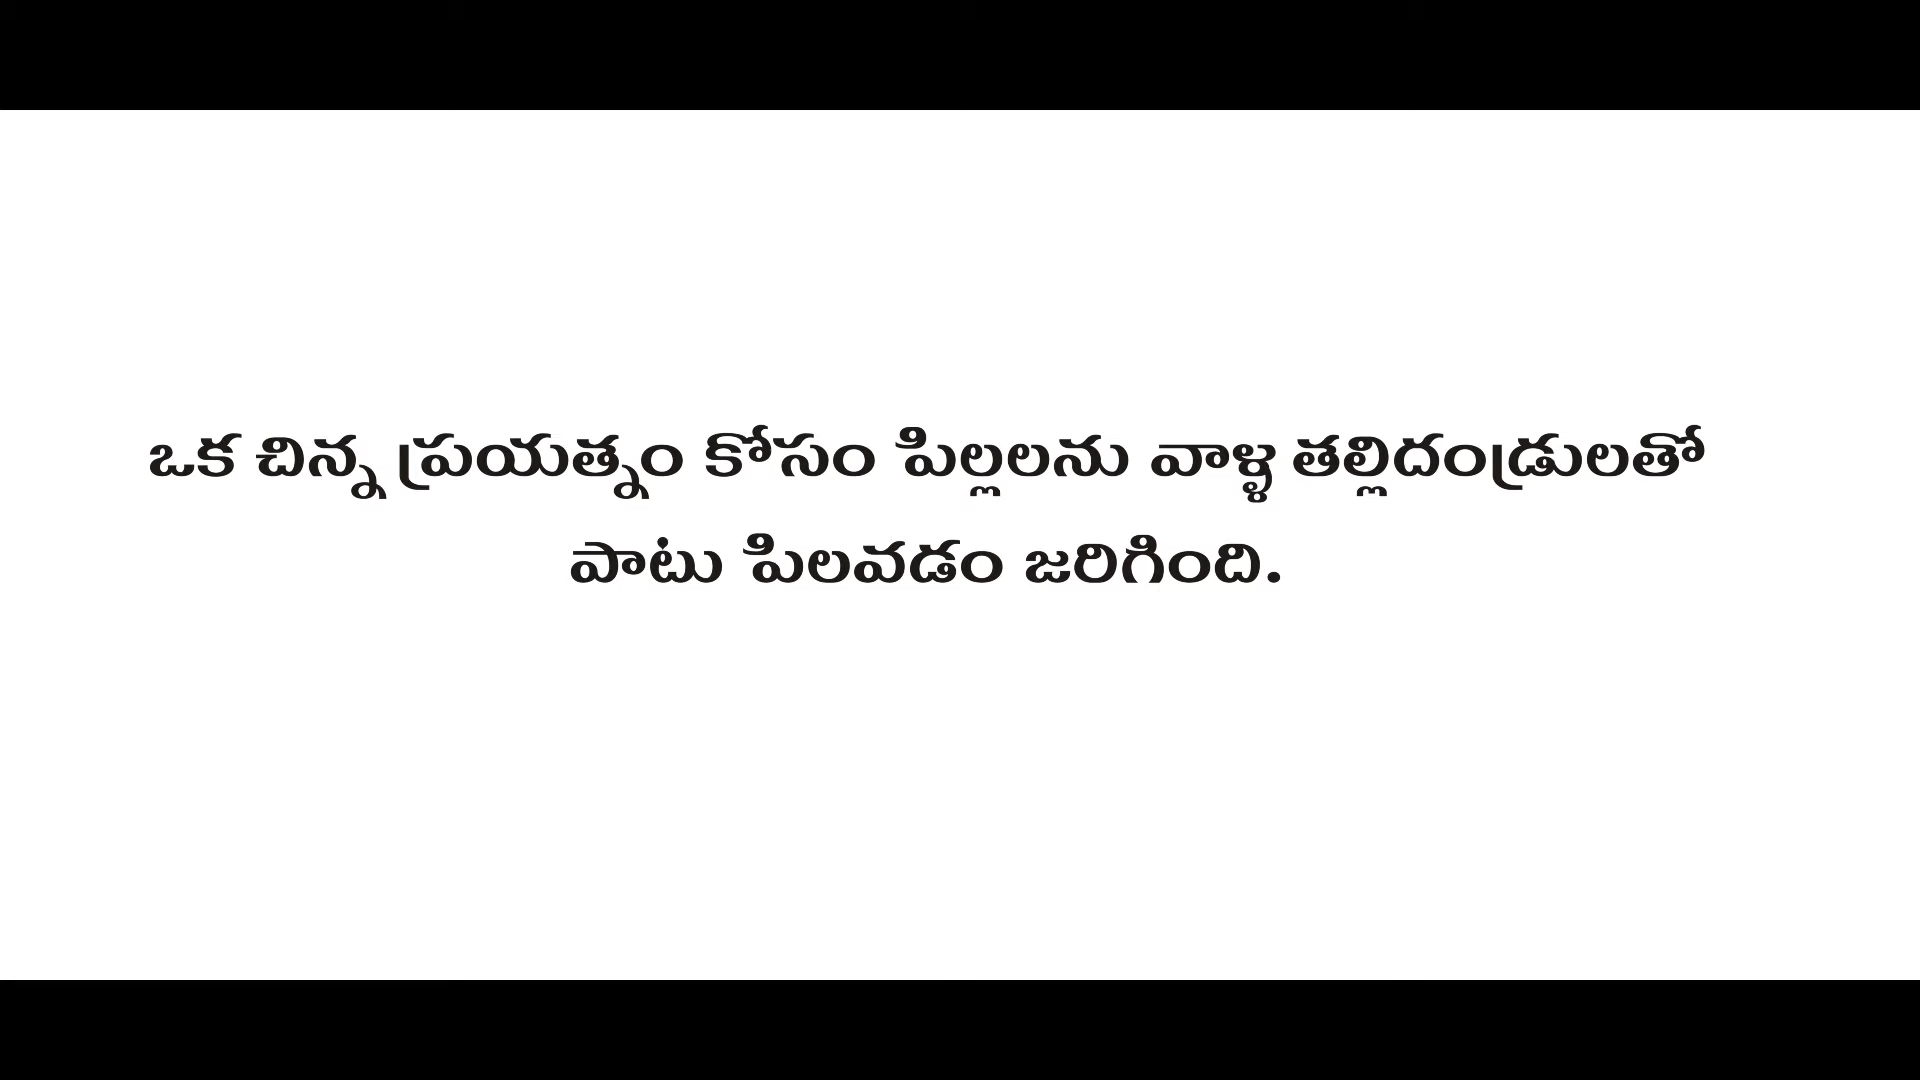 ఒక చిన్న ప్రయత్నం కోసం పిల్లలను వాళ్ళ తల్లిదండ్రులతో
పాటు పిలవడం జరిగింది.